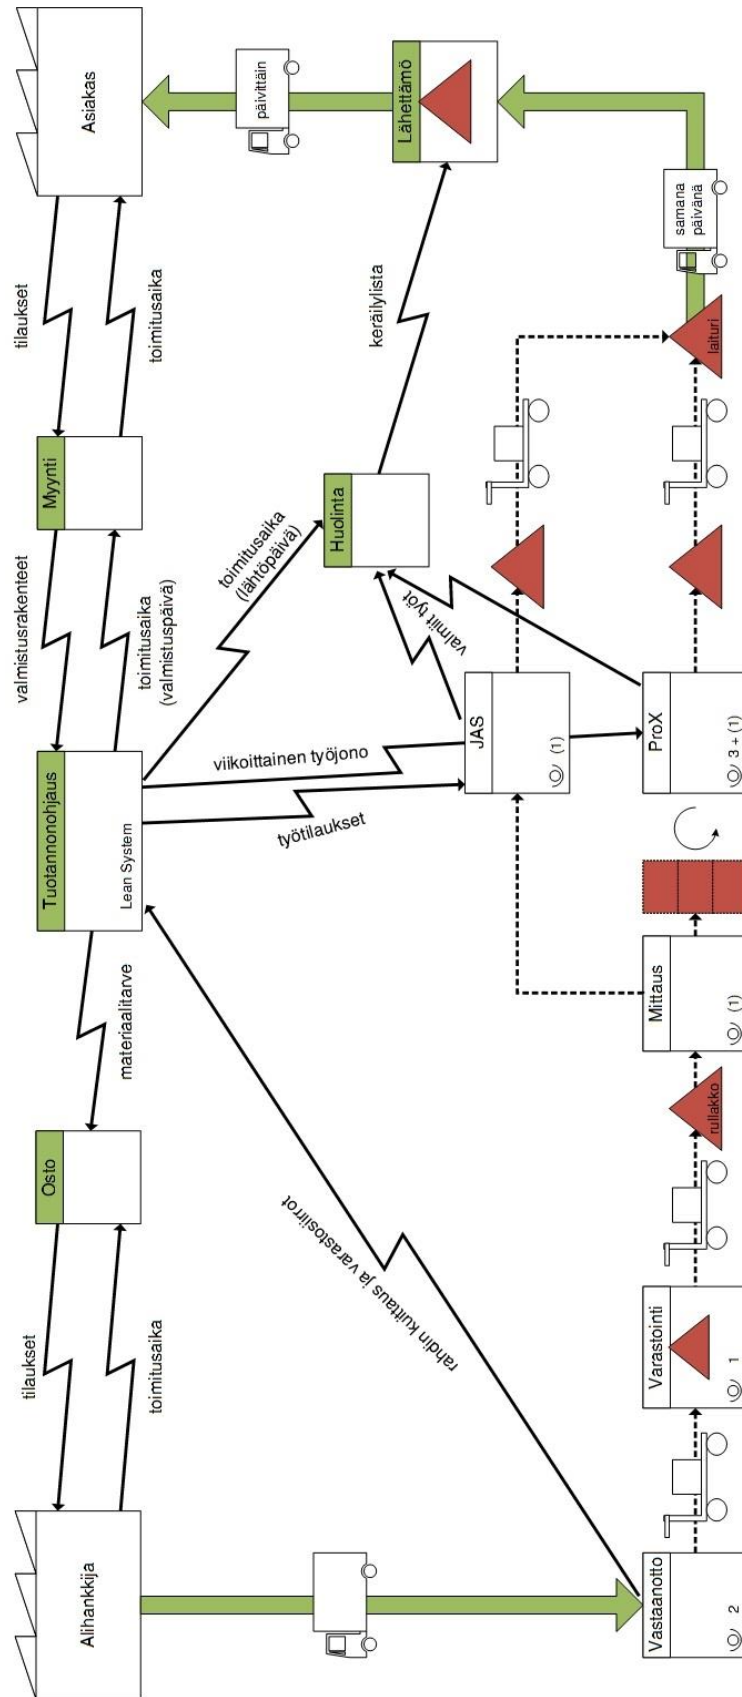 Alihankkija
tilaukset
toimitusaika
Osto
materiaalitarve
Tuotannonohjaus
Lean System
valmistusrakenteet
toimitusaika
(valmistuspäivä)
Myynti
tilaukset
toimitusaika
Asiakas
päivittäin
Lähettämö
keräilylista
Huolinta
toimitusaika
(lähtöpäivä)
viikoittainen työjono
työtilaukset
valmiit työt
rahdin kuittaus ja varastosiirrot
JAS
(1)
Vastaanotto
2
Varastointi
1
rullakko
Mittaus
(1)
ProX
3 + (1)
laituri
samana
päivänä